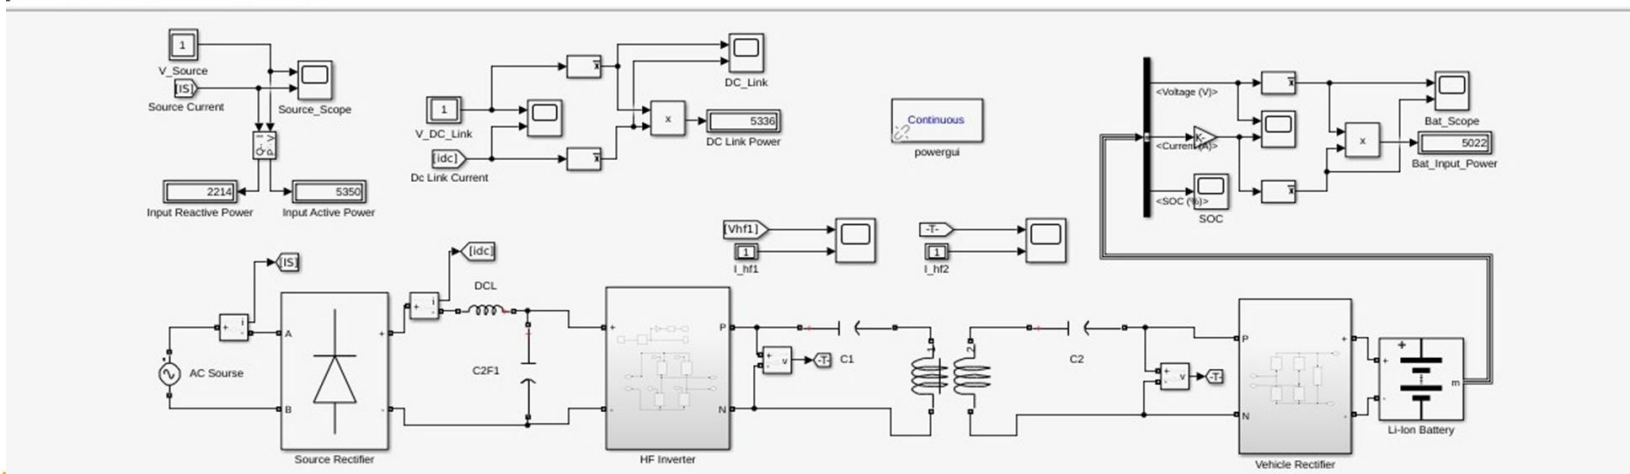 1
V_Source
[IS]
Source Current
Source_Scope
I
V
P
2214
5350
Input Reactive Power
Input Active Power
1
V_DC_Link
[idc]
Dc Link Current
x
x
DC_Link
x
5336
DC Link Power
Continuous
powergui
<Voltage (V)>
<Current (A)>
<SOC (%)>
K-
x
x
SOC
Bat_Scope
x
5022
Bat_Input_Power
[Vhf1]
1
I_hf1
-T-
1
I_hf2
[IS]
[idc]
i
+
-
i
+
-
DCL
AC Sourse
A
B
+
-
Source Rectifier
C2F1
+
-
P
N
HF Inverter
+
-
v
-T-
C1
1
2
C2
+
-
v
-T-
P
N
+
-
Vehicle Rectifier
+
+
-
m
Li-Ion Battery